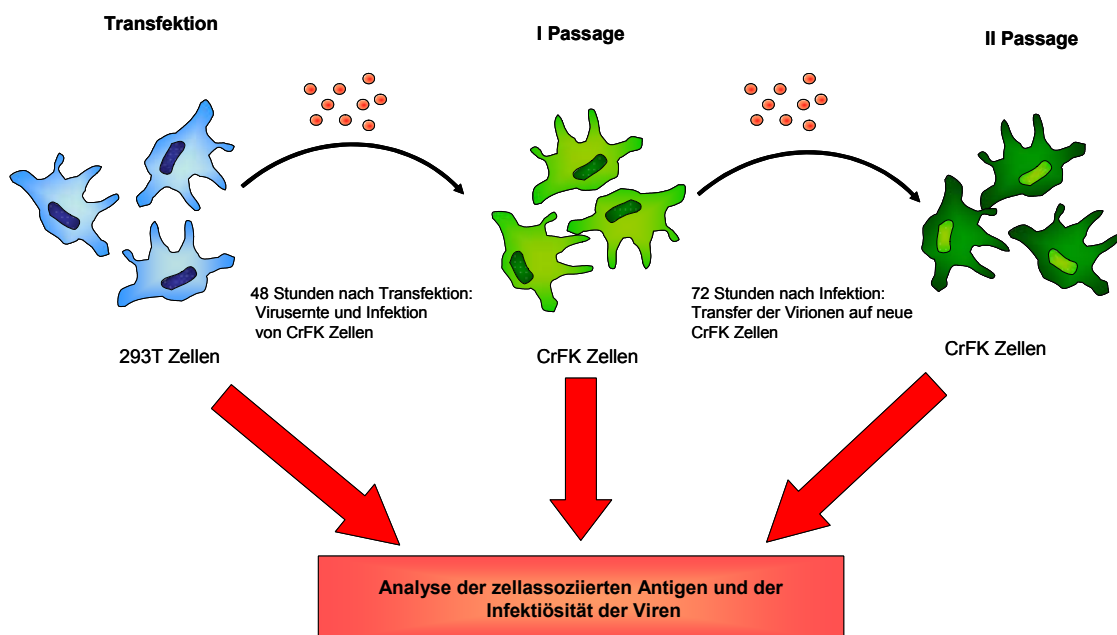 Transfektion
I Passage
II Passage
48 Stunden nach Transfektion:
Virusernte und Infektion
von CrFK Zellen
72 Stunden nach Infektion:
Transfer der Virionen auf neue
CrFK Zellen
293T Zellen
CrFK Zellen
CrFK Zellen
Analyse der zellassoziierten Antigen und der
Infektiösität der Viren